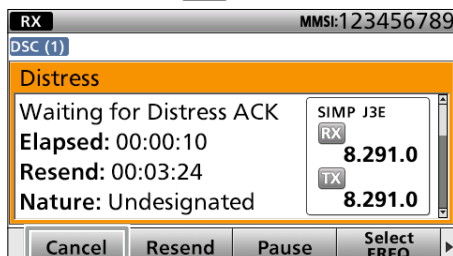 RX MMSI:123456789
DSC (1)
Distress
Waiting for Distress ACK
Elapsed: 00:00:10
Resend: 00:03:24
Nature: Undesignated
SIMP J3E
RX
8.291.0
TX
8.291.0
Cancel Resend Pause Select
FREQ